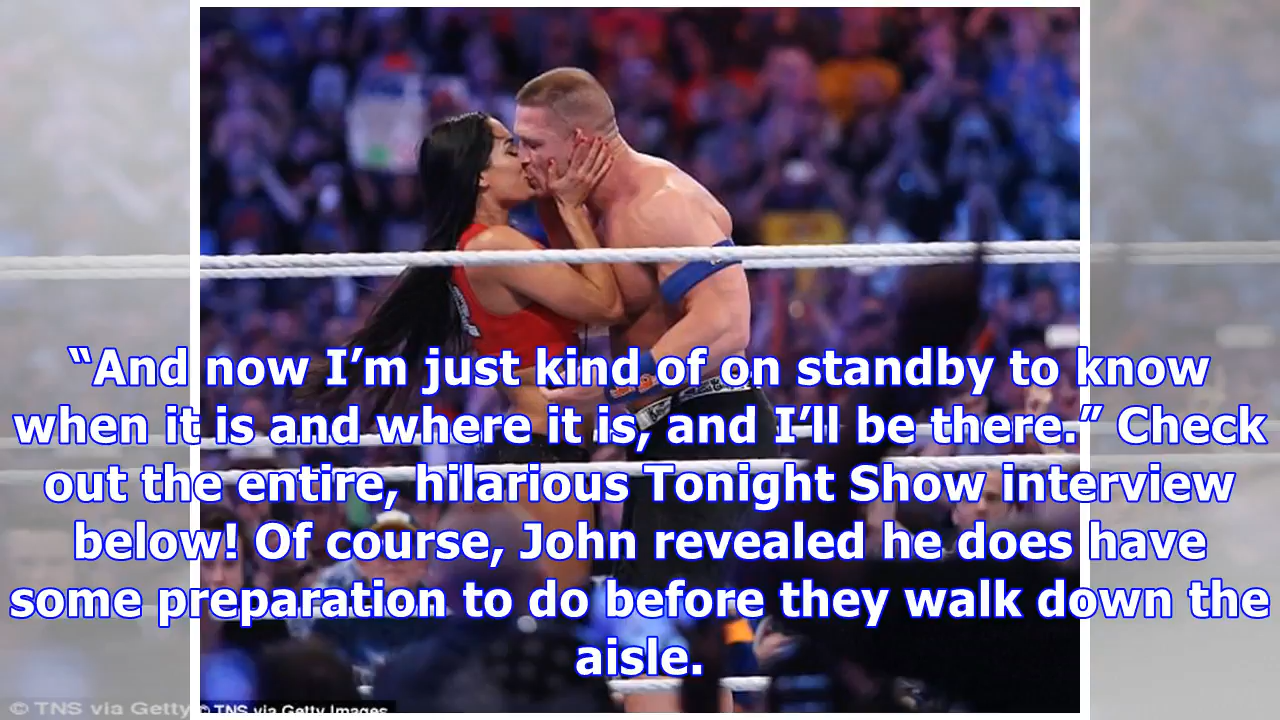 “And now I’m just kind of on standby to know
when it is and where it is, and I’ll be there.” Check
out the entire, hilarious Tonight Show interview
below! Of course, John revealed he does have
some preparation to do before they walk down the
aisle.
© TNS via Getty
© TNS via Getty Images